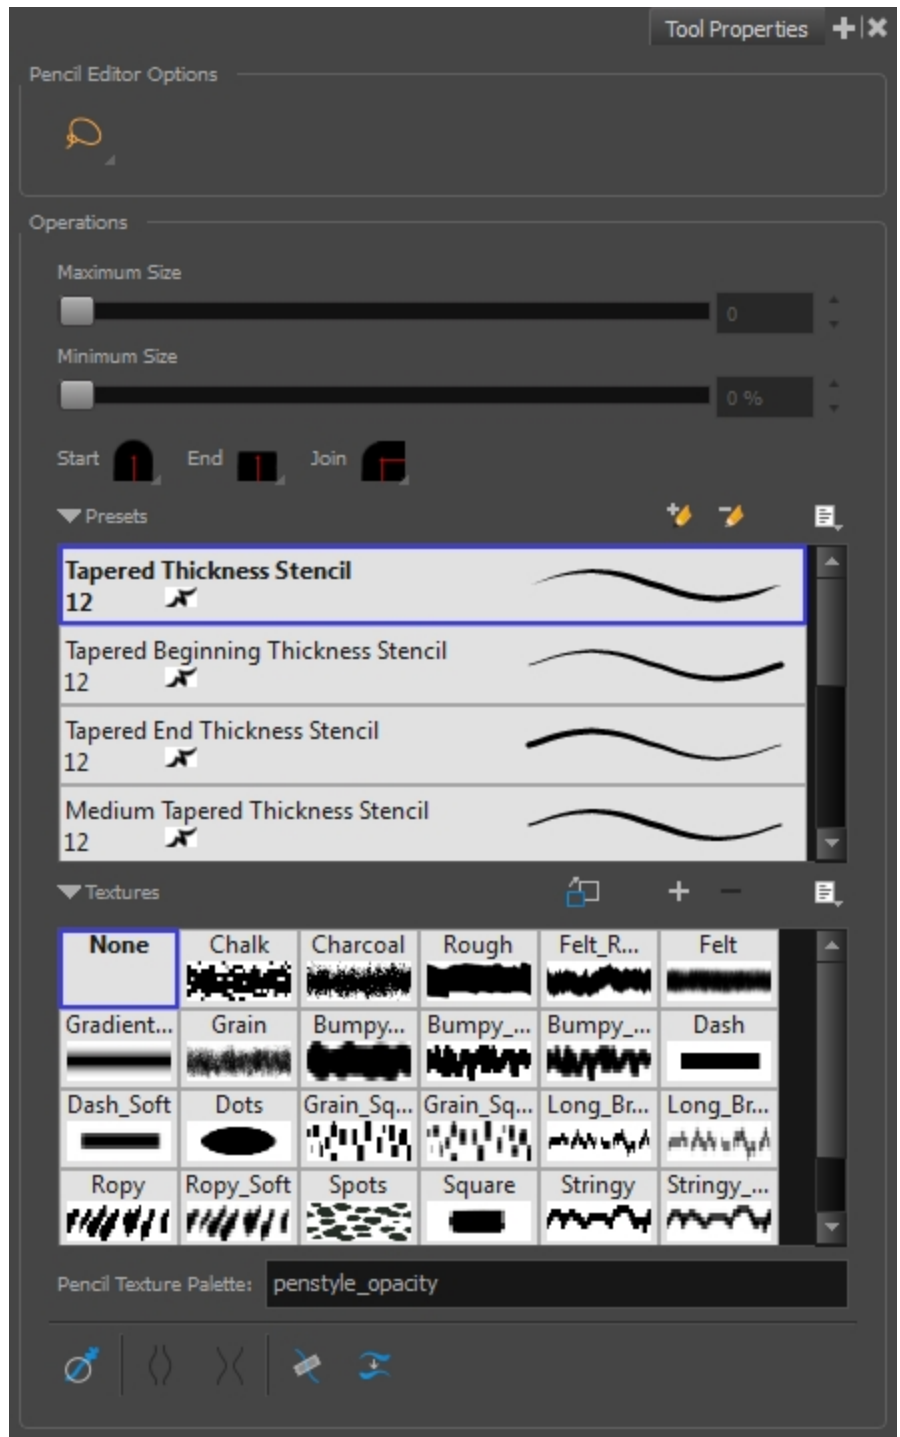 Tool Properties
Pencil Editor Options
Operations
Maximum Size
0
Minimum Size
0 %
Start End Join
Presets
Tapered Thickness Stencil
12
Tapered Beginning Thickness Stencil
12
Tapered End Thickness Stencil
12
Medium Tapered Thickness Stencil
12
Textures
None Chalk Charcoal Rough Felt_R... Felt
Gradient... Grain Bumpy... Bumpy_... Bumpy_... Dash
Dash_Soft Dots Grain_Sq... Grain_Sq... Long_Br... Long_Br...
Ropy Ropy_Soft Spots Square Stringy Stringy_...
Pencil Texture Palette: penstyle_opacity